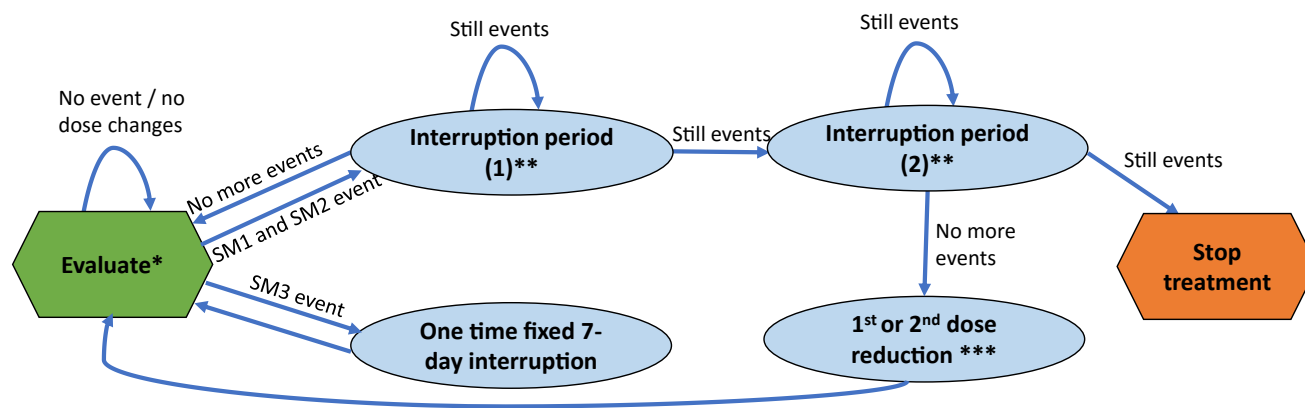 Still events
Still events
No event / no
dose changes
Interruption period
(1)**
Still events
Interruption period
(2)**
Still events
No more events
SM1 and SM2 event
Evaluate*
No more
events
Stop
treatment
SM3 event
One time fixed 7-
day interruption
1st or 2nd dose
reduction ***